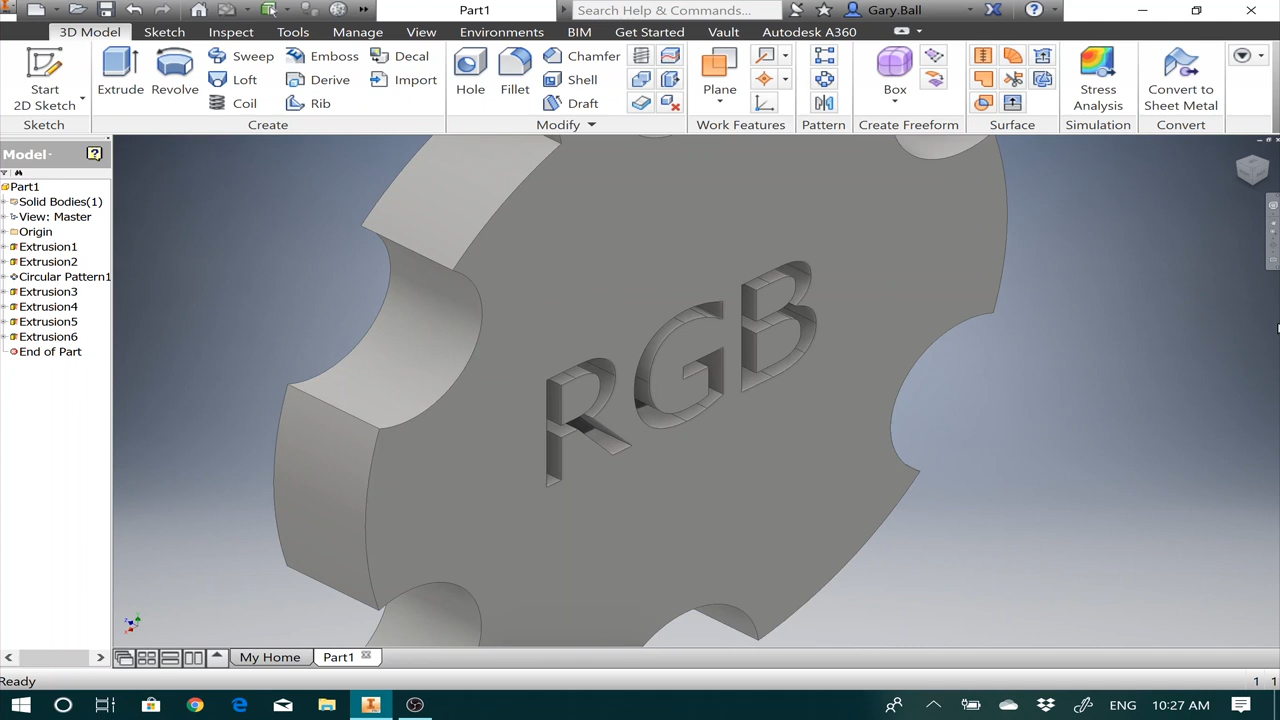 Part1
Search Help & Commands...
Gary.Ball
3D Model
Sketch
Inspect
Tools
Manage
View
Environments
BIM
Get Started
Vault
Autodesk A360
Start
2D Sketch
Extrude
Revolve
Sweep
Loft
Coil
Emboss
Derive
Rib
Decal
Import
Hole
Fillet
Chamfer
Shell
Draft
Plane
Box
Stress
Analysis
Convert to
Sheet Metal
Sketch
Create
Modify
Work Features
Pattern
Create Freeform
Surface
Simulation
Convert
Model
Part1
Solid Bodies(1)
View: Master
Origin
Extrusion1
Extrusion2
Circular Pattern1
Extrusion3
Extrusion4
Extrusion5
Extrusion6
End of Part
RGB
My Home
Part1
Ready
1 1
ENG
10:27 AM